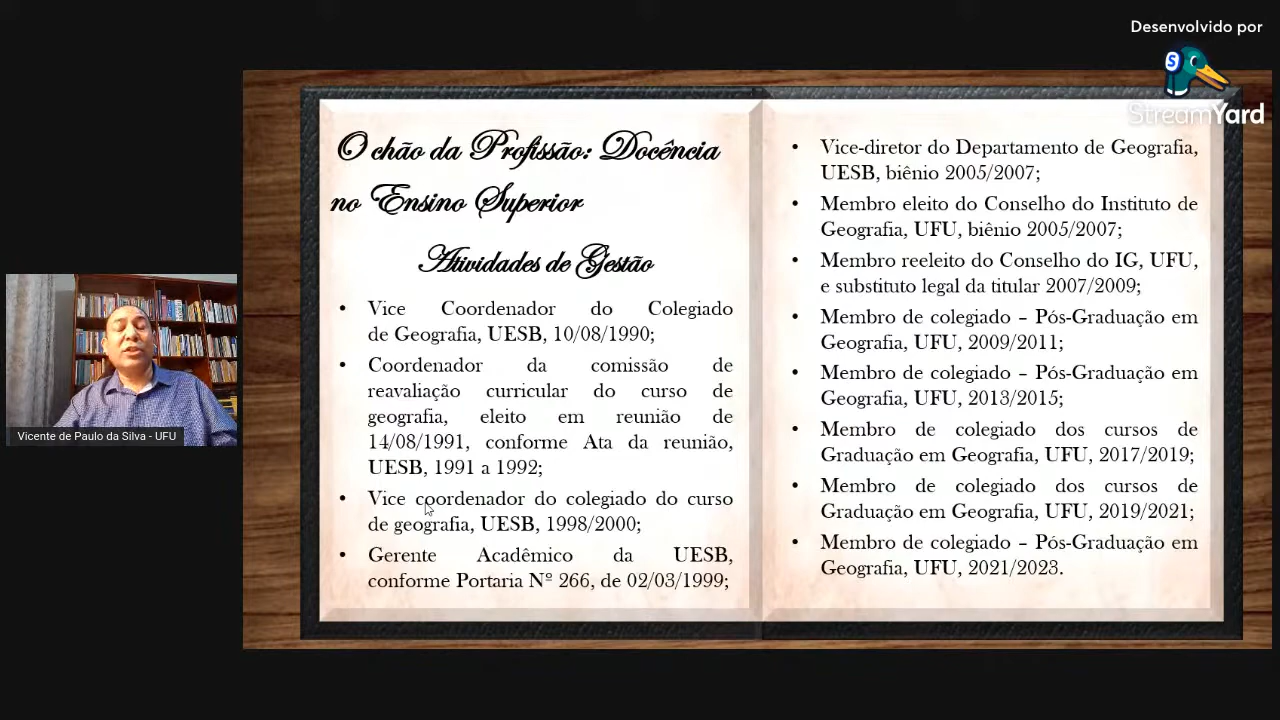 Desenvolvido por
StreamYard
O chão da Profissão: Docência
no Ensino Superior
Atividades de Gestão
• Vice Coordenador do Colegiado
de Geografia, UESB, 10/08/1990;
• Coordenador da comissão de
reavaliação curricular do curso de
geografia, eleito em reunião de
14/08/1991, conforme Ata da reunião,
UESB, 1991 a 1992;
• Vice coordenador do colegiado do curso
de geografia, UESB, 1998/2000;
• Gerente Acadêmico da UESB,
conforme Portaria Nº 266, de 02/03/1999;
• Vice-diretor do Departamento de Geografia,
UESB, biênio 2005/2007;
• Membro eleito do Conselho do Instituto de
Geografia, UFU, biênio 2005/2007;
• Membro reeleito do Conselho do IG, UFU,
e substituto legal da titular 2007/2009;
• Membro de colegiado – Pós-Graduação em
Geografia, UFU, 2009/2011;
• Membro de colegiado – Pós-Graduação em
Geografia, UFU, 2013/2015;
• Membro de colegiado dos cursos de
Graduação em Geografia, UFU, 2017/2019;
• Membro de colegiado dos cursos de
Graduação em Geografia, UFU, 2019/2021;
• Membro de colegiado – Pós-Graduação em
Geografia, UFU, 2021/2023.
Vicente de Paulo da Silva - UFU